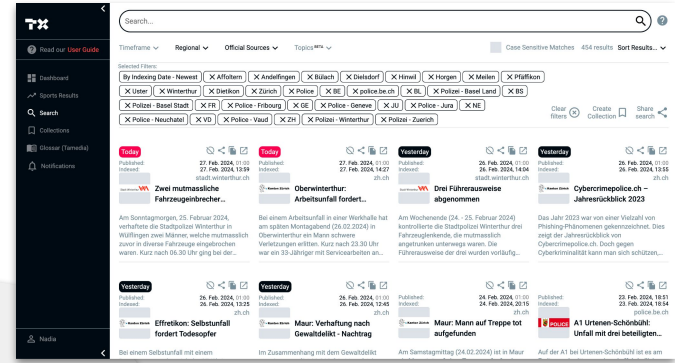 TX
Search...
Read our User Guide
Timeframe
Regional
Official Sources
Topics BETA
Case Sensitive Matches
454 results
Sort Results...
Selected Filters:
By Indexing Date - Newest
Affoltern
Andelfingen
Bülach
Dielsdorf
Hinwil
Horgen
Meilen
Pfäffikon
Uster
Winterthur
Dietikon
Zürich
Police
BE
police.be.ch
BL
Polizei - Basel Land
BS
Polizei - Basel Stadt
FR
Police - Fribourg
GE
Police - Geneve
JU
Police - Jura
NE
Police - Neuchatel
VD
Police - Vaud
ZH
Polizei - Winterthur
Polizei - Zuerich
Clear filters
Create Collection
Share search
Dashboard
Sports Results
Search
Collections
Glossar (Tamedia)
Notifications
Nadia
Today
Published: 27. Feb. 2024, 01:00
Indexed: 27. Feb. 2024, 13:59
stadt.winterthur.ch
Zwei mutmassliche
Fahrzeugeinbrecher...
Am Sonntagmorgen, 25. Februar 2024,
verhaftete die Stadtpolizei Winterthur in
Wülflingen zwei Männer, welche mutmasslich
zuvor in diverse Fahrzeuge eingebrochen
waren. Kurz nach 06.30 Uhr ging bei der...
Today
Published: 27. Feb. 2024, 01:00
Indexed: 27. Feb. 2024, 14:27
zh.ch
Kanton Zürich
Oberwinterthur:
Arbeitsunfall fordert...
Bei einem Arbeitsunfall in einer Werkhalle hat
am späten Montagabend (26.02.2024) in
Oberwinterthur ein Mann schwere
Verletzungen erlitten. Kurz nach 23.30 Uhr
war ein 33-Jähriger mit Servicearbeiten an...
Yesterday
Published: 26. Feb. 2024, 01:00
Indexed: 26. Feb. 2024, 14:04
stadt.winterthur.ch
Drei Führerausweise
abgenommen
Am Wochenende (24. - 25. Februar 2024)
kontrollierte die Stadtpolizei Winterthur drei
Fahrzeuglenkende, die mutmasslich
angetrunken unterwegs waren. Die
Führerausweise der drei wurden vorläufig...
Yesterday
Published: 26. Feb. 2024, 01:00
Indexed: 26. Feb. 2024, 13:55
zh.ch
Kanton Zürich
Cybercrimepolice.ch –
Jahresrückblick 2023
Das Jahr 2023 war von einer Vielzahl von
Phishing-Phänomenen gekennzeichnet. Dies
zeigt der Jahresrückblick von
Cybercrimepolice.ch. Doch gegen
Cyberkriminalität kann man sich schützen,...
Yesterday
Published: 26. Feb. 2024, 01:00
Indexed: 26. Feb. 2024, 13:25
zh.ch
Kanton Zürich
Effretikon: Selbstunfall
fordert Todesopfer
Bei einem Selbstunfall mit einem
Yesterday
Published: 26. Feb. 2024, 01:00
Indexed: 26. Feb. 2024, 12:45
zh.ch
Kanton Zürich
Maur: Verhaftung nach
Gewaltdelikt - Nachtrag
Im Zusammenhang mit dem Gewaltdelikt
Published: 24. Feb. 2024, 01:00
Indexed: 24. Feb. 2024, 20:15
zh.ch
Kanton Zürich
Maur: Mann auf Treppe tot
aufgefunden
Am Samstagmittag (24.02.2024) ist in Maur
Published: 23. Feb. 2024, 18:51
Indexed: 23. Feb. 2024, 18:54
police.be.ch
POLICE
A1 Urtenen-Schönbühl:
Unfall mit drei beteiligten...
Auf der A1 in Urtenen-Schönbühl ist es am